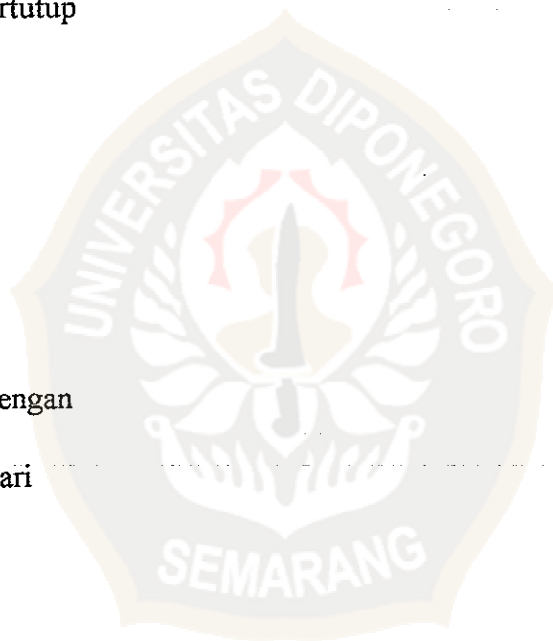 rtutup
UNIVERSITAS DIPONEGORO
engan
ari
SEMARANG